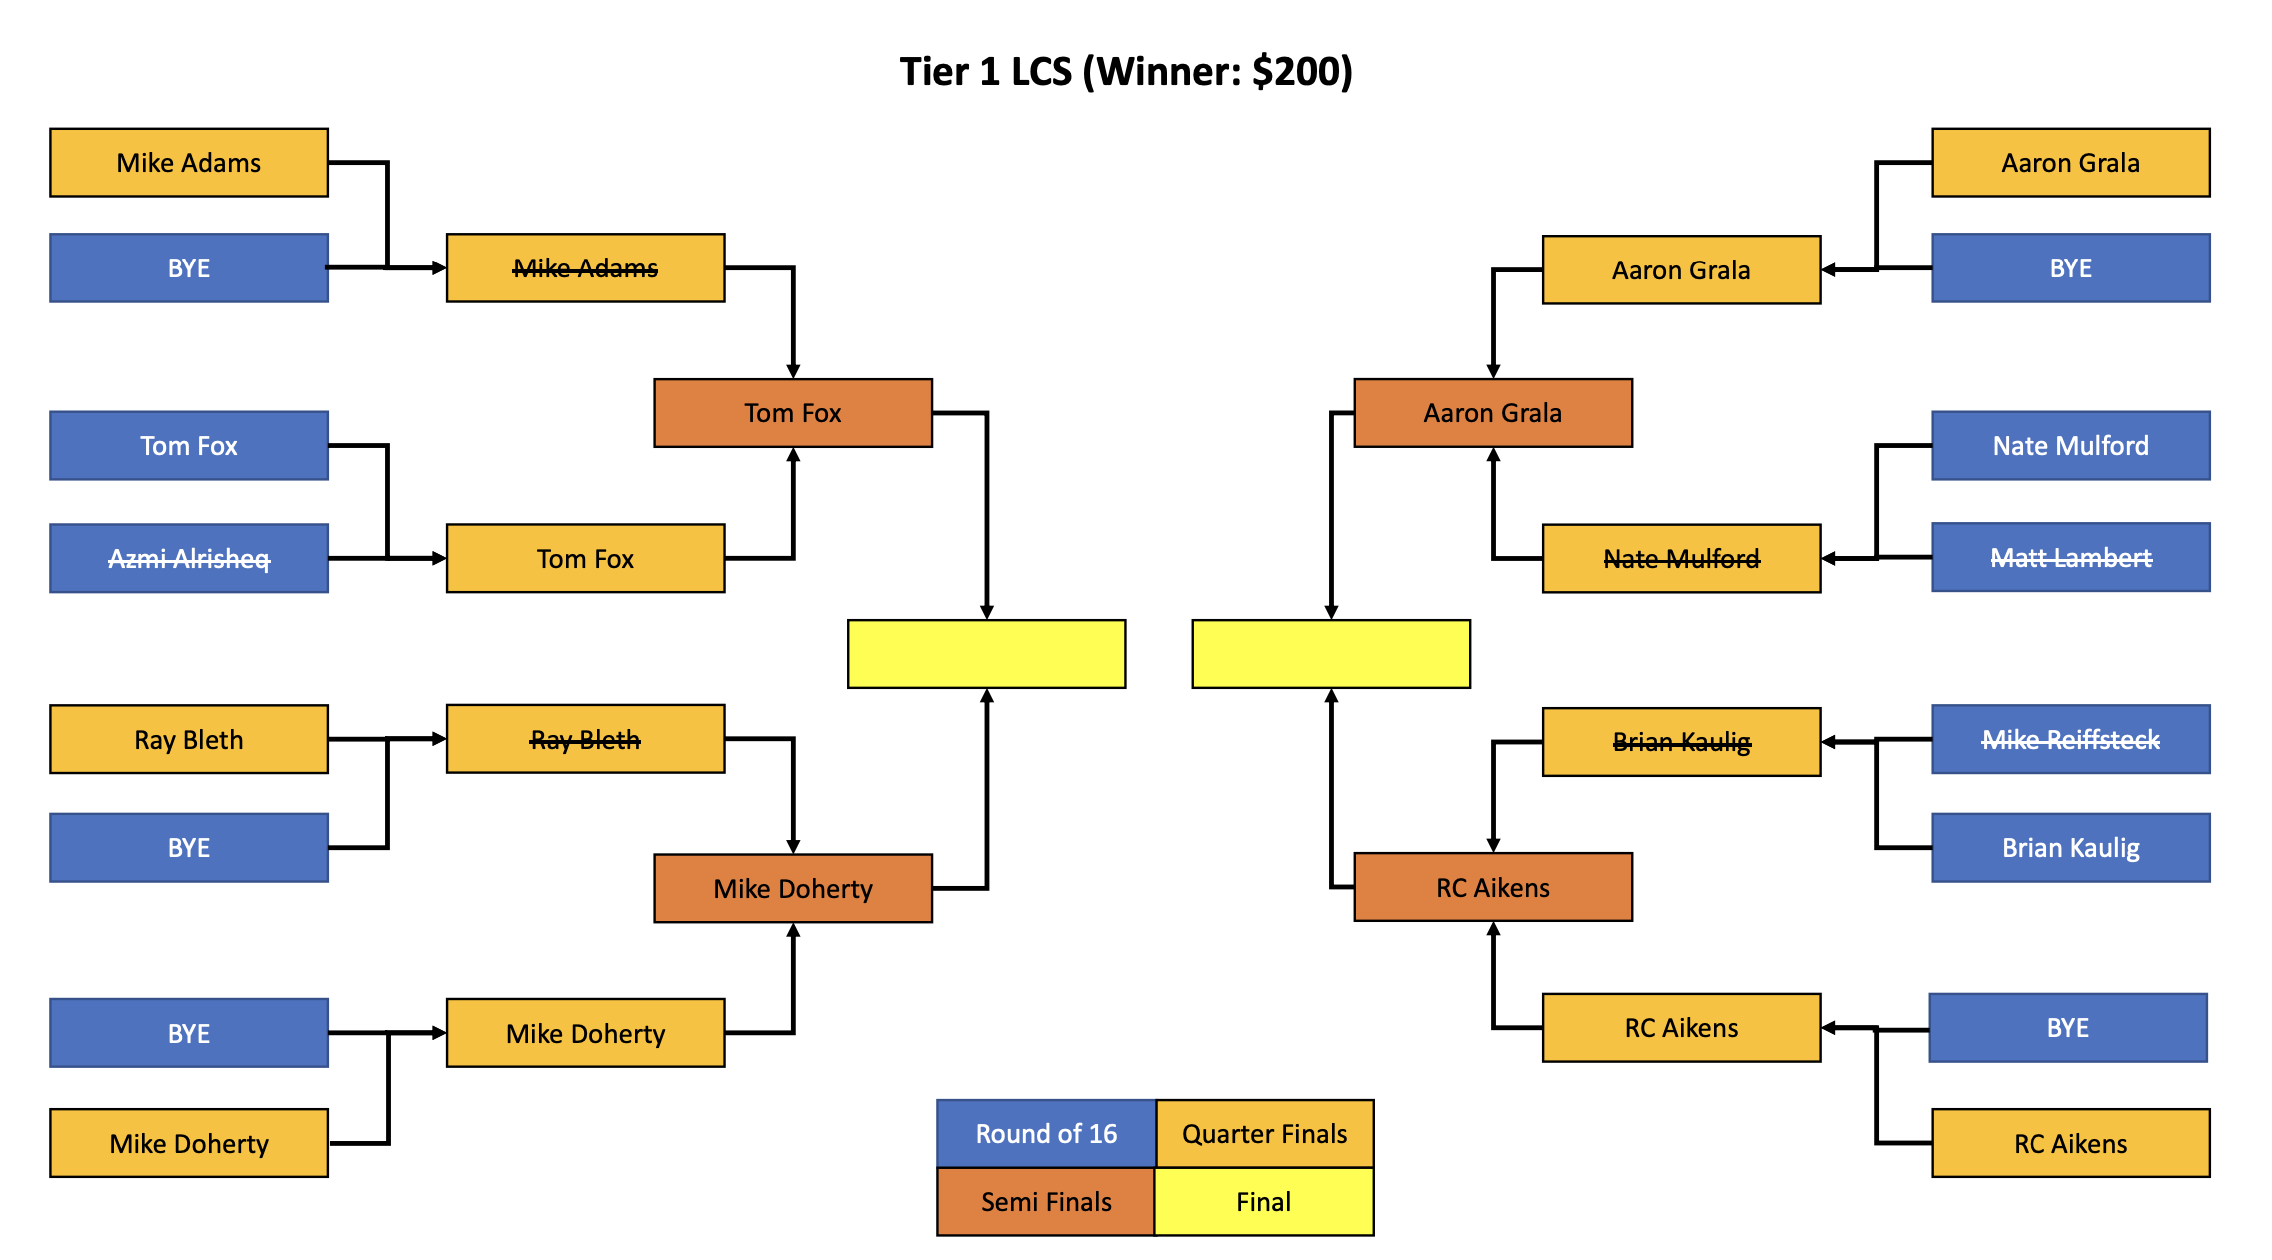 Tier 1 LCS (Winner: $200)
Mike Adams
Aaron Grala
BYE
Mike Adams
Aaron Grala
BYE
Tom Fox
Aaron Grala
Tom Fox
Nate Mulford
Azmi Alrisheq
Tom Fox
Nate Mulford
Matt Lambert
Ray Bleth
Ray Bleth
Brian Kaulig
Mike Reiffsteck
BYE
Brian Kaulig
Mike Doherty
RC Aikens
BYE
Mike Doherty
RC Aikens
BYE
Mike Doherty
RC Aikens
Round of 16
Quarter Finals
Semi Finals
Final